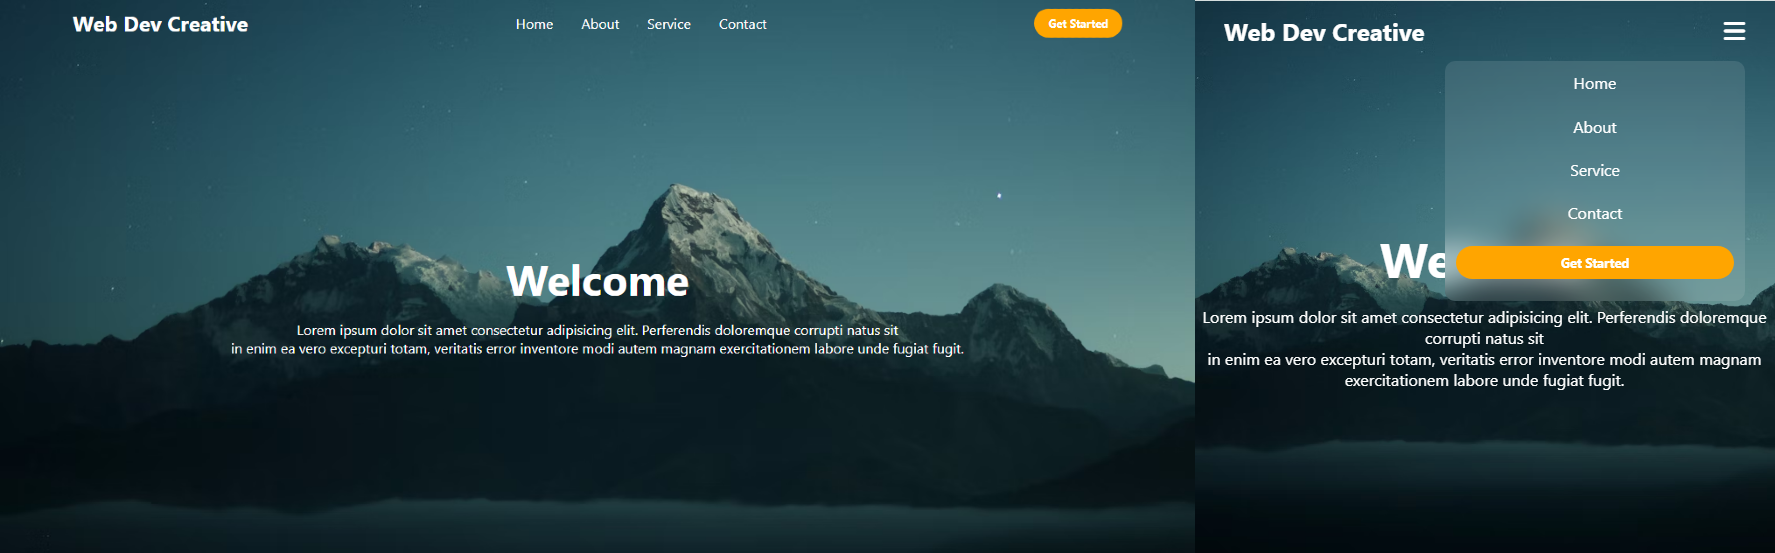 Web Dev Creative
Home
About
Service
Contact
Get Started
Welcome
Lorem ipsum dolor sit amet consectetur adipisicing elit. Perferendis doloremque corrupti natus sit
in enim ea vero excepturi totam, veritatis error inventore modi autem magnam exercitationem labore unde fugiat fugit.
Web Dev Creative
Home
About
Service
Contact
Get Started
We
Lorem ipsum dolor sit amet consectetur adipisicing elit. Perferendis doloremque
corrupti natus sit
in enim ea vero excepturi totam, veritatis error inventore modi autem magnam
exercitationem labore unde fugiat fugit.